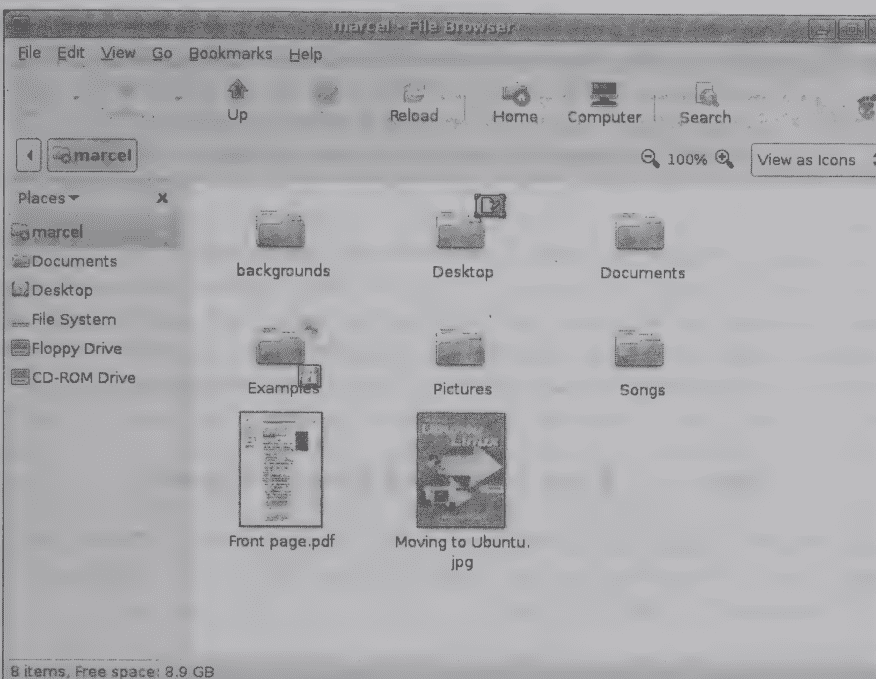 marcel - File Browser
File Edit View Go Bookmarks Help
Up Reload Home Computer Search
marcel 100% View as Icons
Places
marcel
Documents
Desktop
File System
Floppy Drive
CD-ROM Drive
backgrounds Desktop Documents
Examples Pictures Songs
Front page.pdf Moving to Ubuntu.
jpg
8 items, Free space: 8.9 GB